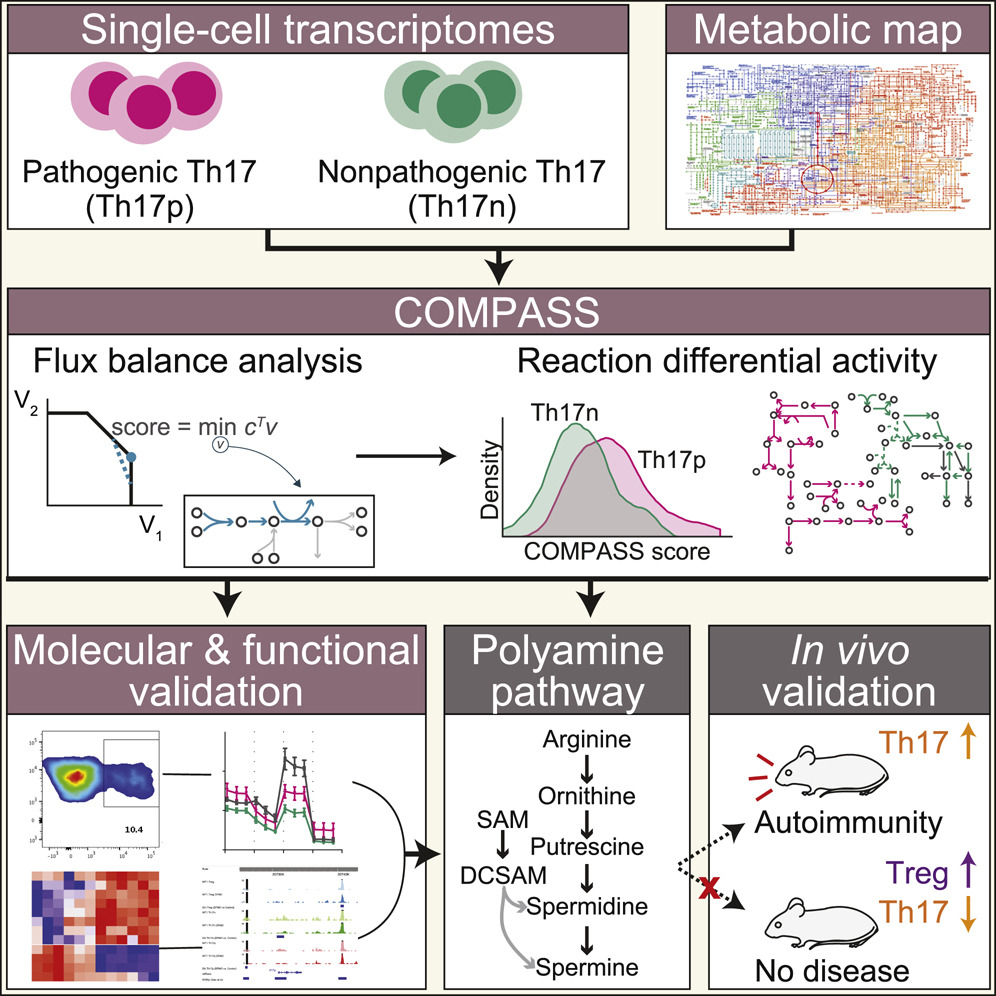 Single-cell transcriptomes
Metabolic map
Pathogenic Th17
(Th17p)
Nonpathogenic Th17
(Th17n)
COMPASS
Flux balance analysis
Reaction differential activity
V2
score = min cᵀv
v
V1
Density
Th17n
Th17p
COMPASS score
Molecular & functional
validation
Polyamine
pathway
In vivo
validation
10.4
Arginine
Ornithine
SAM
Putrescine
DCSAM
Spermidine
Spermine
Th17
Autoimmunity
Treg
X
Th17
No disease